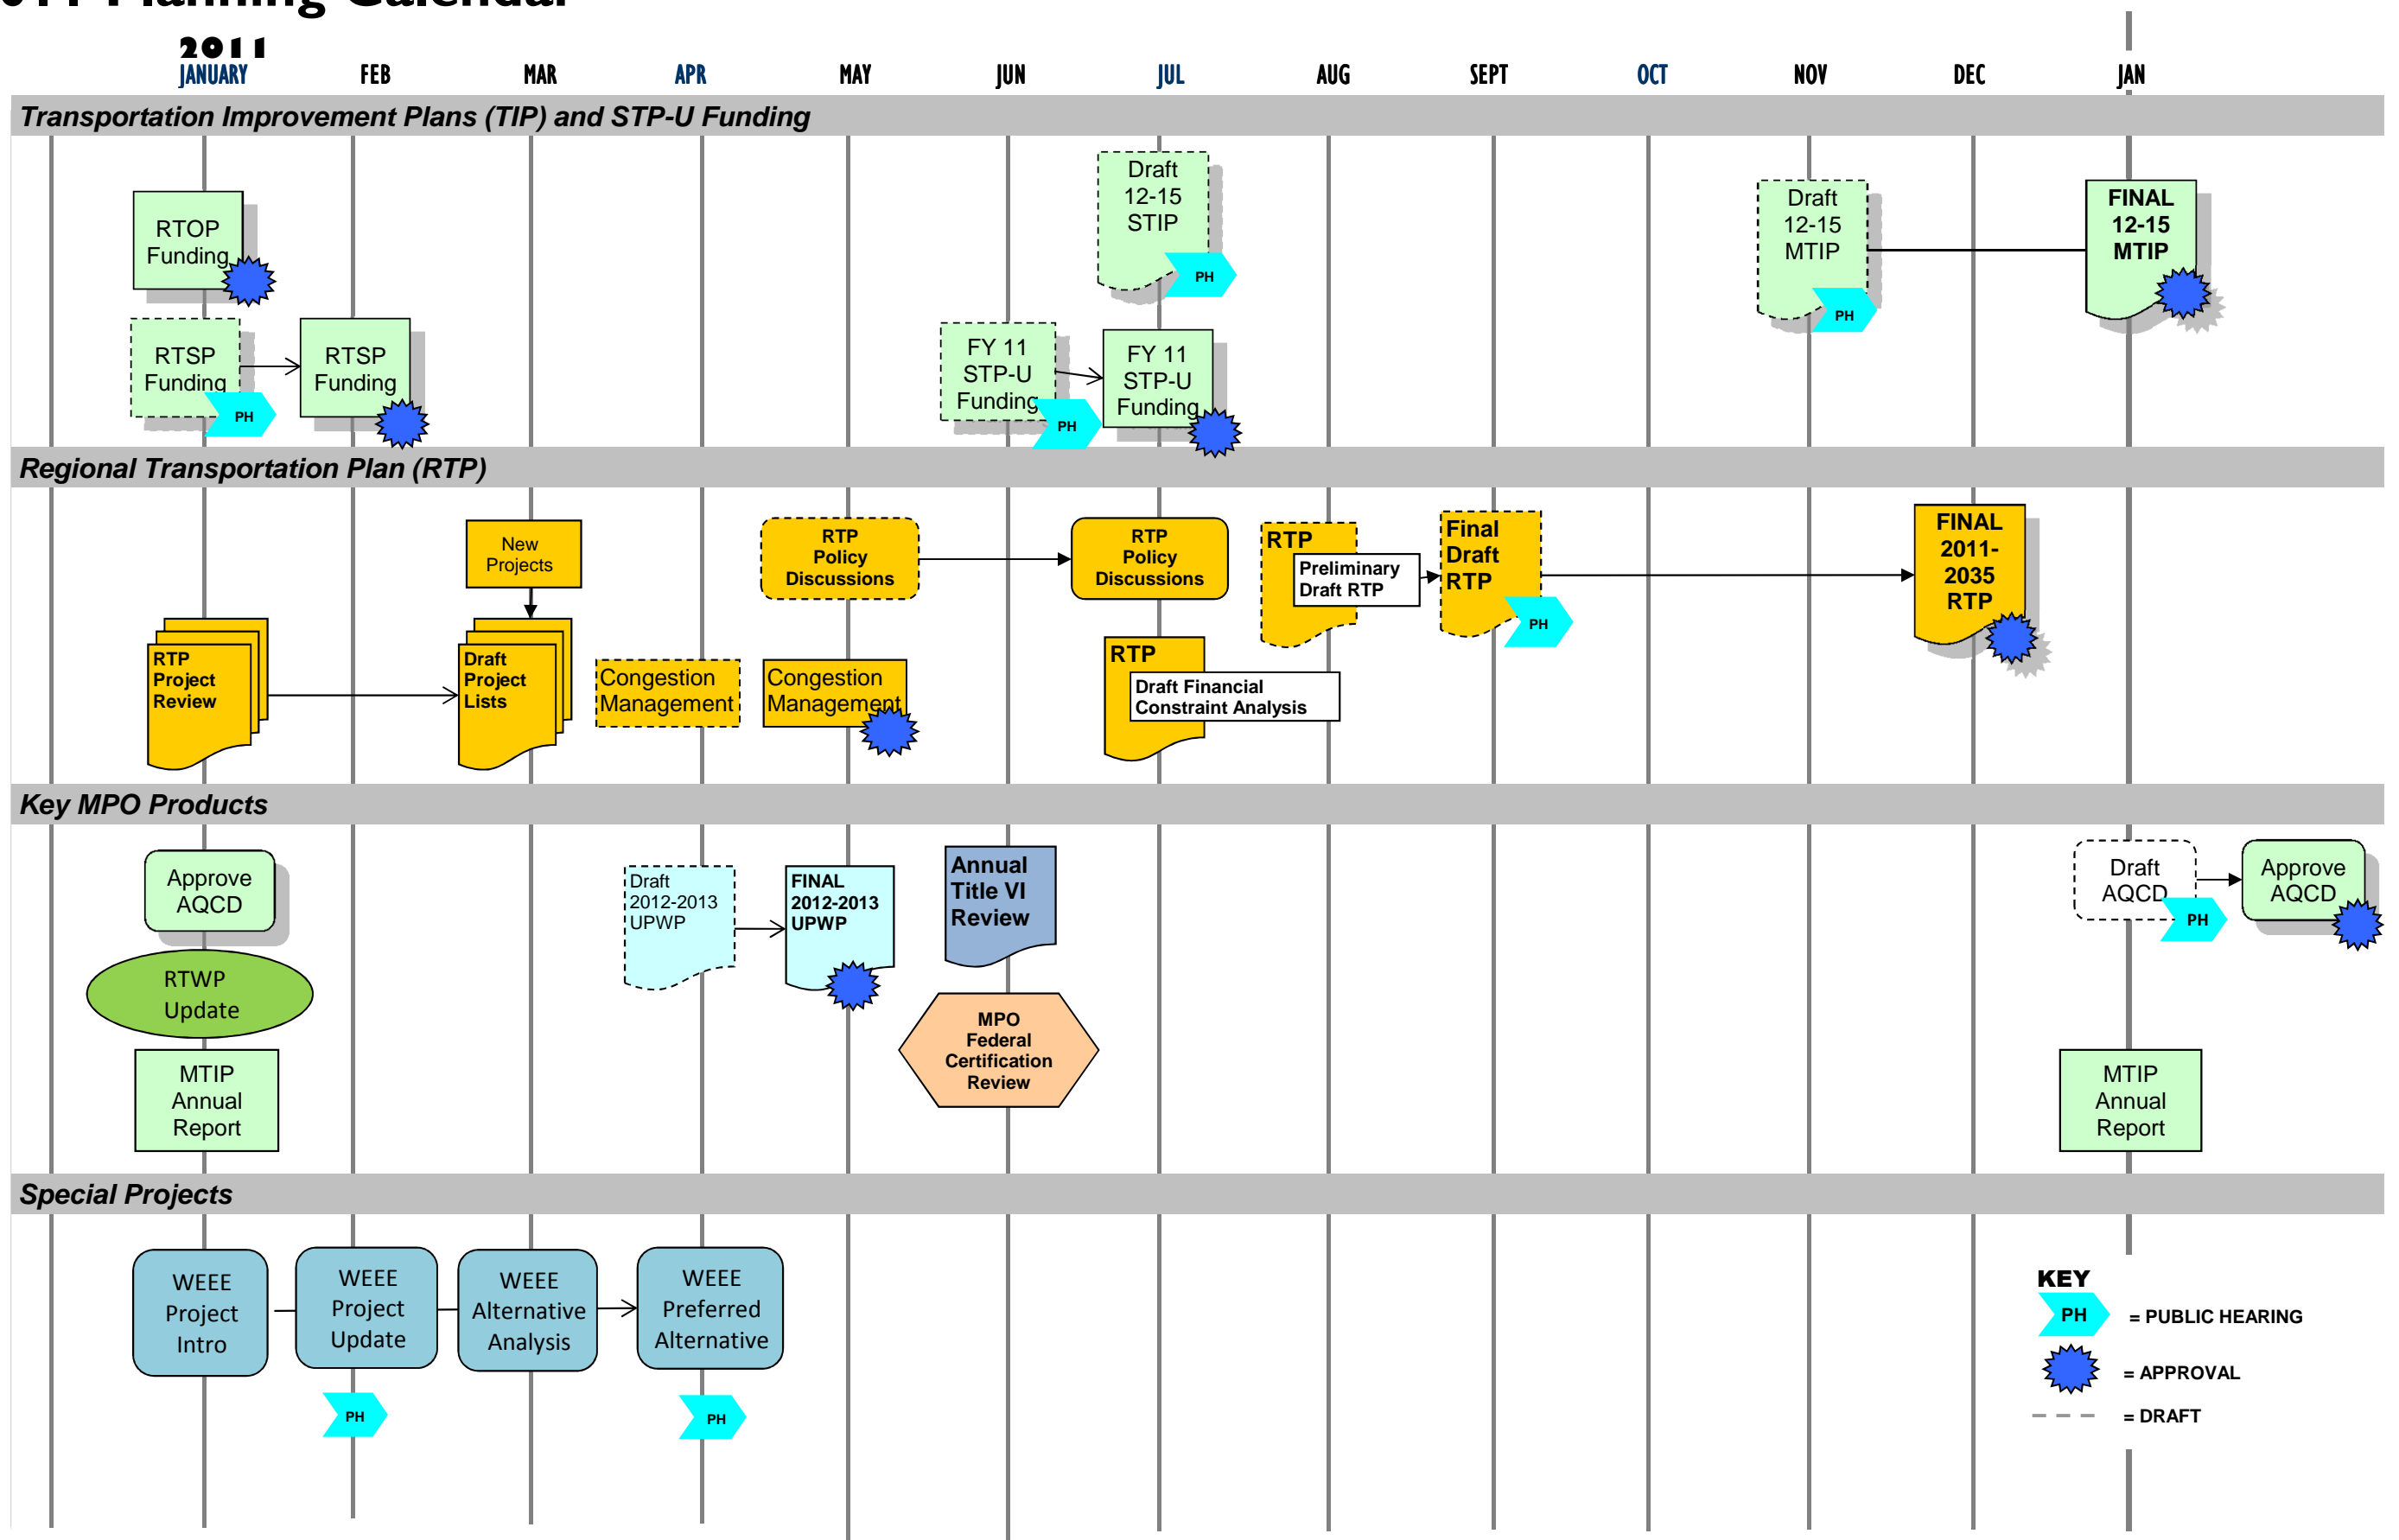 2011 Planning Calendar
2011
JANUARY FEB MAR APR MAY JUN JUL AUG SEPT OCT NOV DEC JAN
Transportation Improvement Plans (TIP) and STP-U Funding
RTOP
Funding
RTSP
Funding
PH
RTSP
Funding
FY 11
STP-U
Funding
PH
Draft
12-15
STIP
PH
FY 11
STP-U
Funding
Draft
12-15
MTIP
PH
FINAL
12-15
MTIP
Regional Transportation Plan (RTP)
RTP
Project
Review
New
Projects
Draft
Project
Lists
Congestion
Management
RTP
Policy
Discussions
Congestion
Management
RTP
Policy
Discussions
RTP
Draft Financial
Constraint Analysis
RTP
Preliminary
Draft RTP
Final
Draft
RTP
PH
FINAL
2011-
2035
RTP
Key MPO Products
Approve
AQCD
RTWP
Update
MTIP
Annual
Report
Draft
2012-2013
UPWP
FINAL
2012-2013
UPWP
Annual
Title VI
Review
MPO
Federal
Certification
Review
Draft
AQCD
PH
Approve
AQCD
MTIP
Annual
Report
Special Projects
WEEE
Project
Intro
WEEE
Project
Update
PH
WEEE
Alternative
Analysis
WEEE
Preferred
Alternative
PH
KEY
PH = PUBLIC HEARING
= APPROVAL
= DRAFT